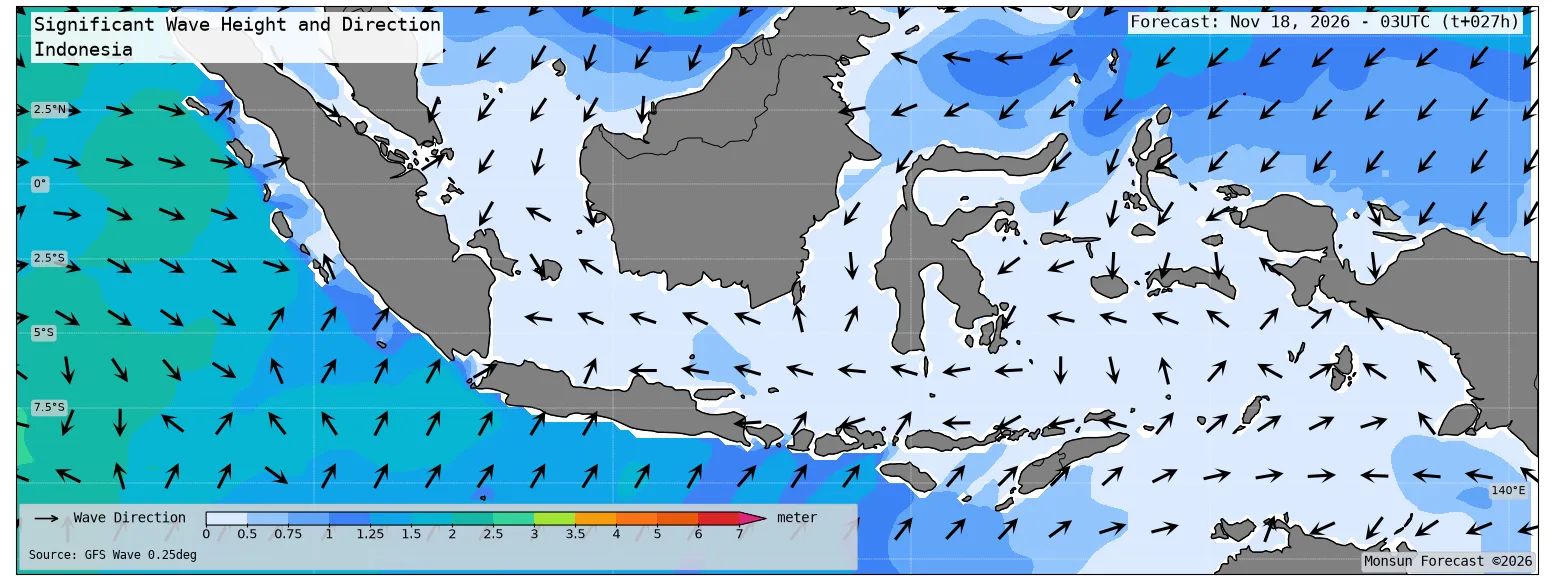 Significant Wave Height and Direction
Indonesia
Forecast: Nov 18, 2026 - 03UTC (t+027h)
2.5°N
0°
2.5°S
5°S
7.5°S
140°E
Wave Direction
0 0.5 0.75 1 1.25 1.5 2 2.5 3 3.5 4 5 6 7
meter
Source: GFS Wave 0.25deg
Monsun Forecast ©2026